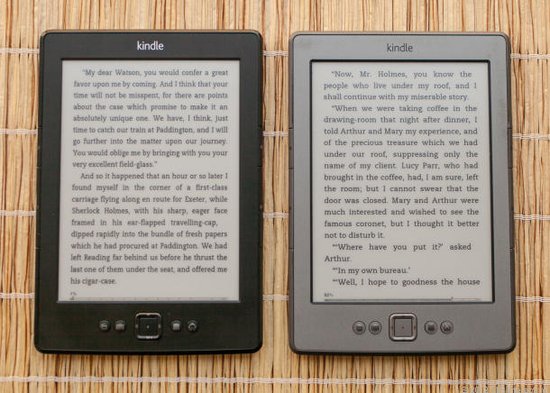 kindle
"My dear Watson, you would confer a great
favor upon me by coming. And I think that your
time will not be misspent, for there are points
about the case which promise to make it an
absolutely unique one. We have, I think, just
time to catch our train at Paddington, and I will
go further into the matter upon our journey.
You would oblige me by bringing with you your
very excellent field-glass."
And so it happened that an hour or so later I
found myself in the corner of a first-class
carriage flying along en route for Exeter, while
Sherlock Holmes, with his sharp, eager face
framed in his ear-flapped travelling-cap,
dipped rapidly into the bundle of fresh papers
which he had procured at Paddington. We had
left Reading far behind us before he thrust the
last one of them under the seat, and offered me
his cigar-case.
kindle
"Now, Mr. Holmes, you know the
people who live under my roof, and I
shall continue with my miserable story.
"When we were taking coffee in the
drawing-room that night after dinner, I
told Arthur and Mary my experience, and
of the precious treasure which we had
under our roof, suppressing only the
name of my client. Lucy Parr, who had
brought in the coffee, had, I am sure, left
the room; but I cannot swear that the
door was closed. Mary and Arthur were
much interested and wished to see the
famous coronet, but I thought it better
not to disturb it.
"'Where have you put it?' asked
Arthur.
"'In my own bureau.'
"'Well, I hope to goodness the house